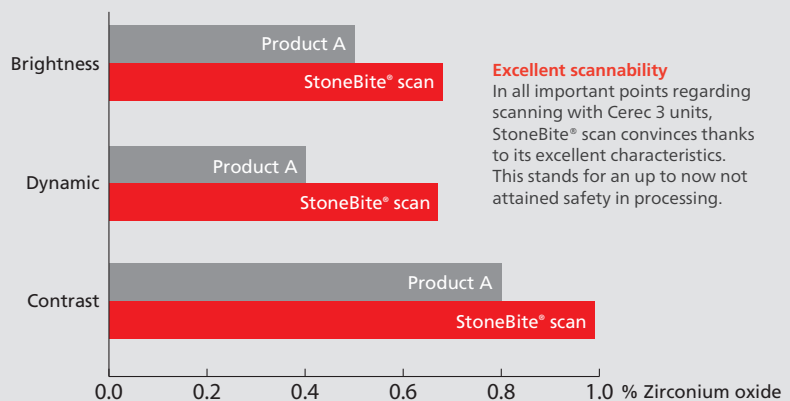 Brightness
Product A
StoneBite® scan
Dynamic
Product A
StoneBite® scan
Contrast
Product A
StoneBite® scan
0.0 0.2 0.4 0.6 0.8 1.0 % Zirconium oxide
Excellent scannability
In all important points regarding
scanning with Cerec 3 units,
StoneBite® scan convinces thanks
to its excellent characteristics.
This stands for an up to now not
attained safety in processing.